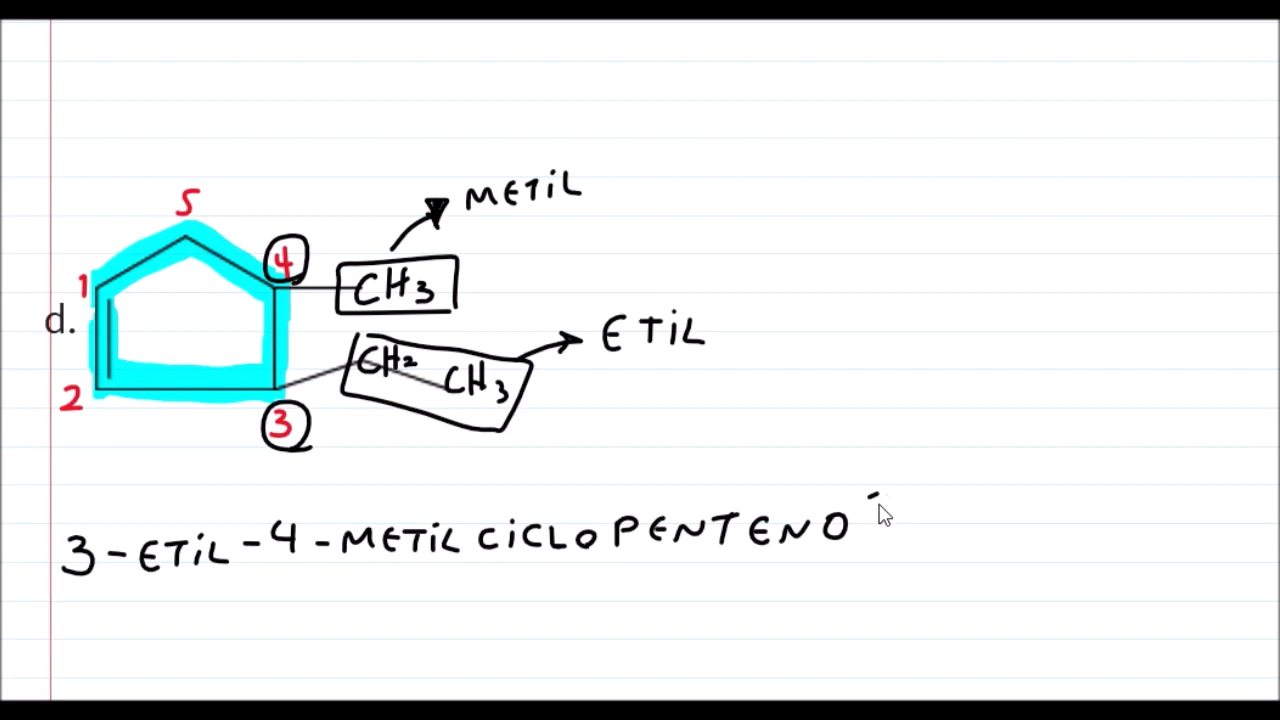 5
METiL
1
4
CH3
d.
ETiL
CH2
CH3
2
3
3-ETiL-4-METiL CiCLOPENTENO